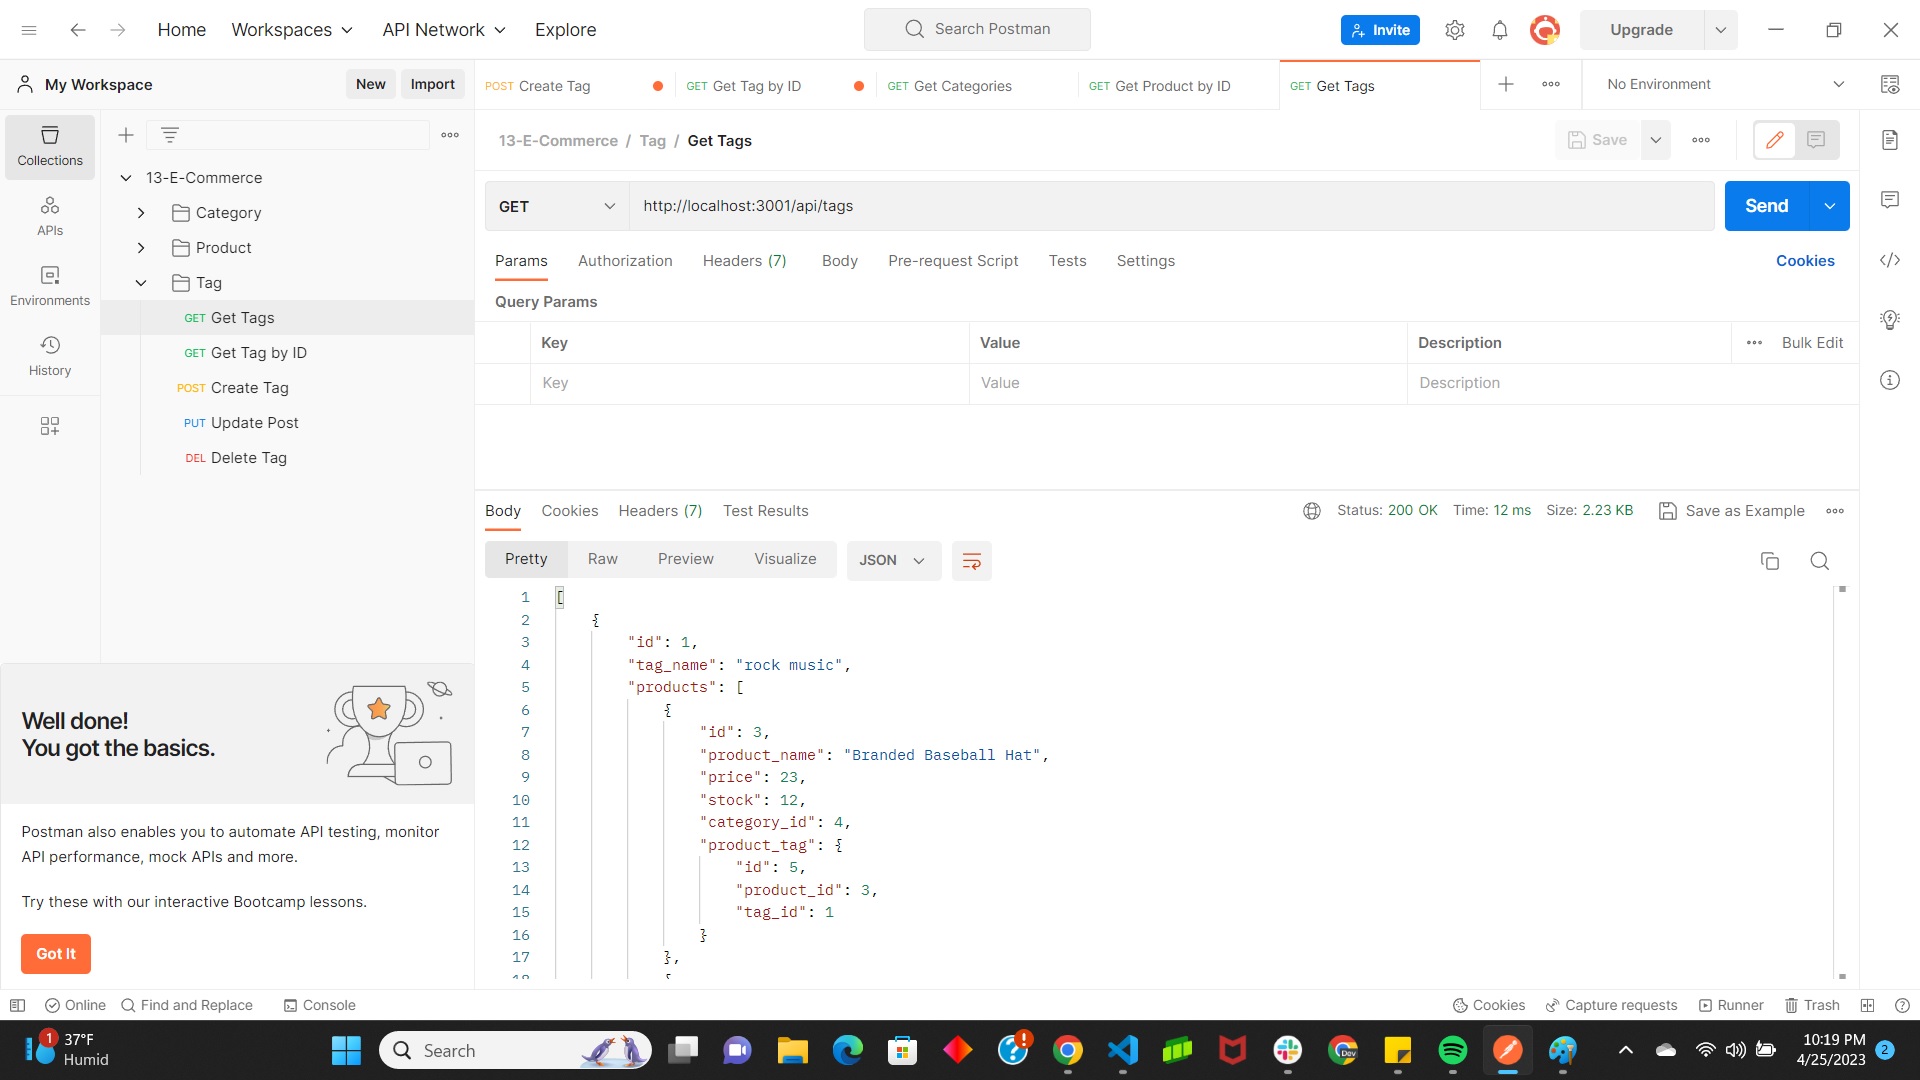 Home Workspaces API Network Explore Search Postman Invite Upgrade
My Workspace New Import
POST Create Tag GET Get Tag by ID GET Get Categories GET Get Product by ID GET Get Tags No Environment
Collections
APIs
Environments
History
13-E-Commerce
Category
Product
Tag
GET Get Tags
GET Get Tag by ID
POST Create Tag
PUT Update Post
DEL Delete Tag
Well done!
You got the basics.
Postman also enables you to automate API testing, monitor
API performance, mock APIs and more.
Try these with our interactive Bootcamp lessons.
Got It
13-E-Commerce / Tag / Get Tags Save
GET http://localhost:3001/api/tags Send
Params Authorization Headers (7) Body Pre-request Script Tests Settings Cookies
Query Params
Key Value Description Bulk Edit
Key Value Description
Body Cookies Headers (7) Test Results Status: 200 OK Time: 12 ms Size: 2.23 KB Save as Example
Pretty Raw Preview Visualize JSON
1 [
2 {
3 "id": 1,
4 "tag_name": "rock music",
5 "products": [
6 {
7 "id": 3,
8 "product_name": "Branded Baseball Hat",
9 "price": 23,
10 "stock": 12,
11 "category_id": 4,
12 "product_tag": {
13 "id": 5,
14 "product_id": 3,
15 "tag_id": 1
16 }
17 },
18 {
Online Find and Replace Console Cookies Capture requests Runner Trash
1 37°F
Humid
Search
Dev
10:19 PM
4/25/2023
2